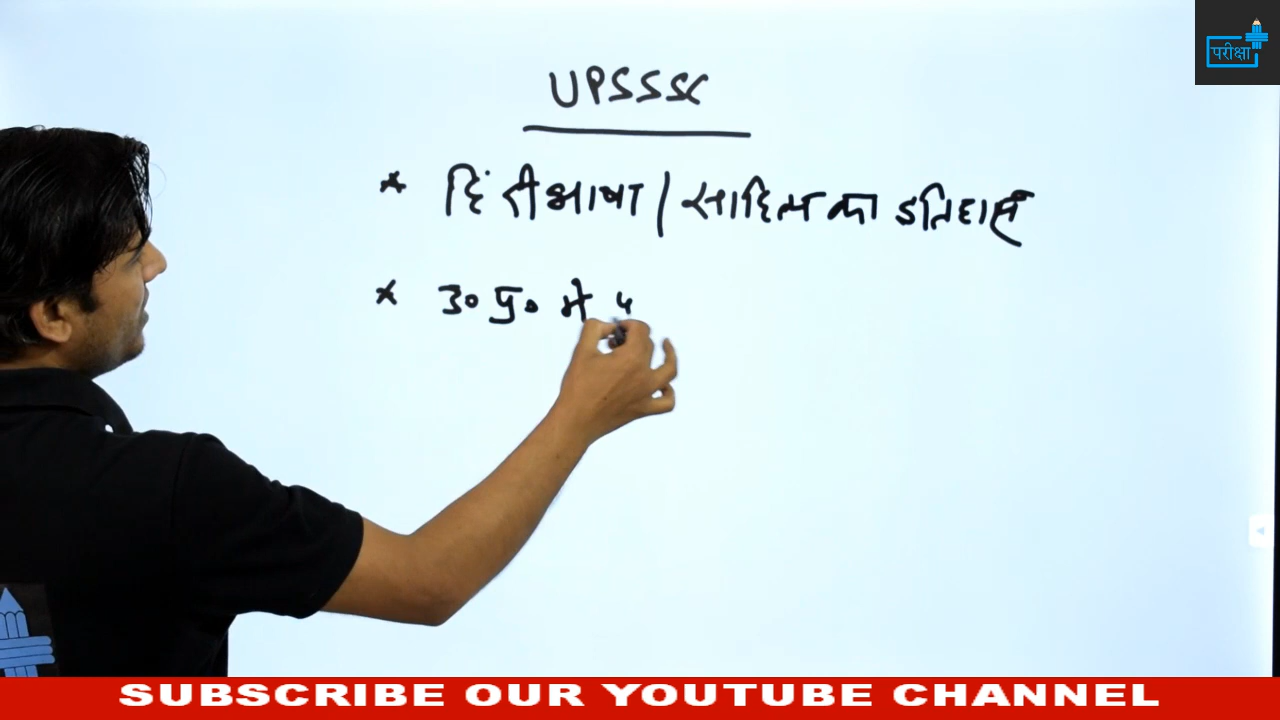 परीक्षा
UPSSSC
* हिंदी भाषा / साहित्य का इतिहास
* उ० प्र० में
SUBSCRIBE OUR YOUTUBE CHANNEL